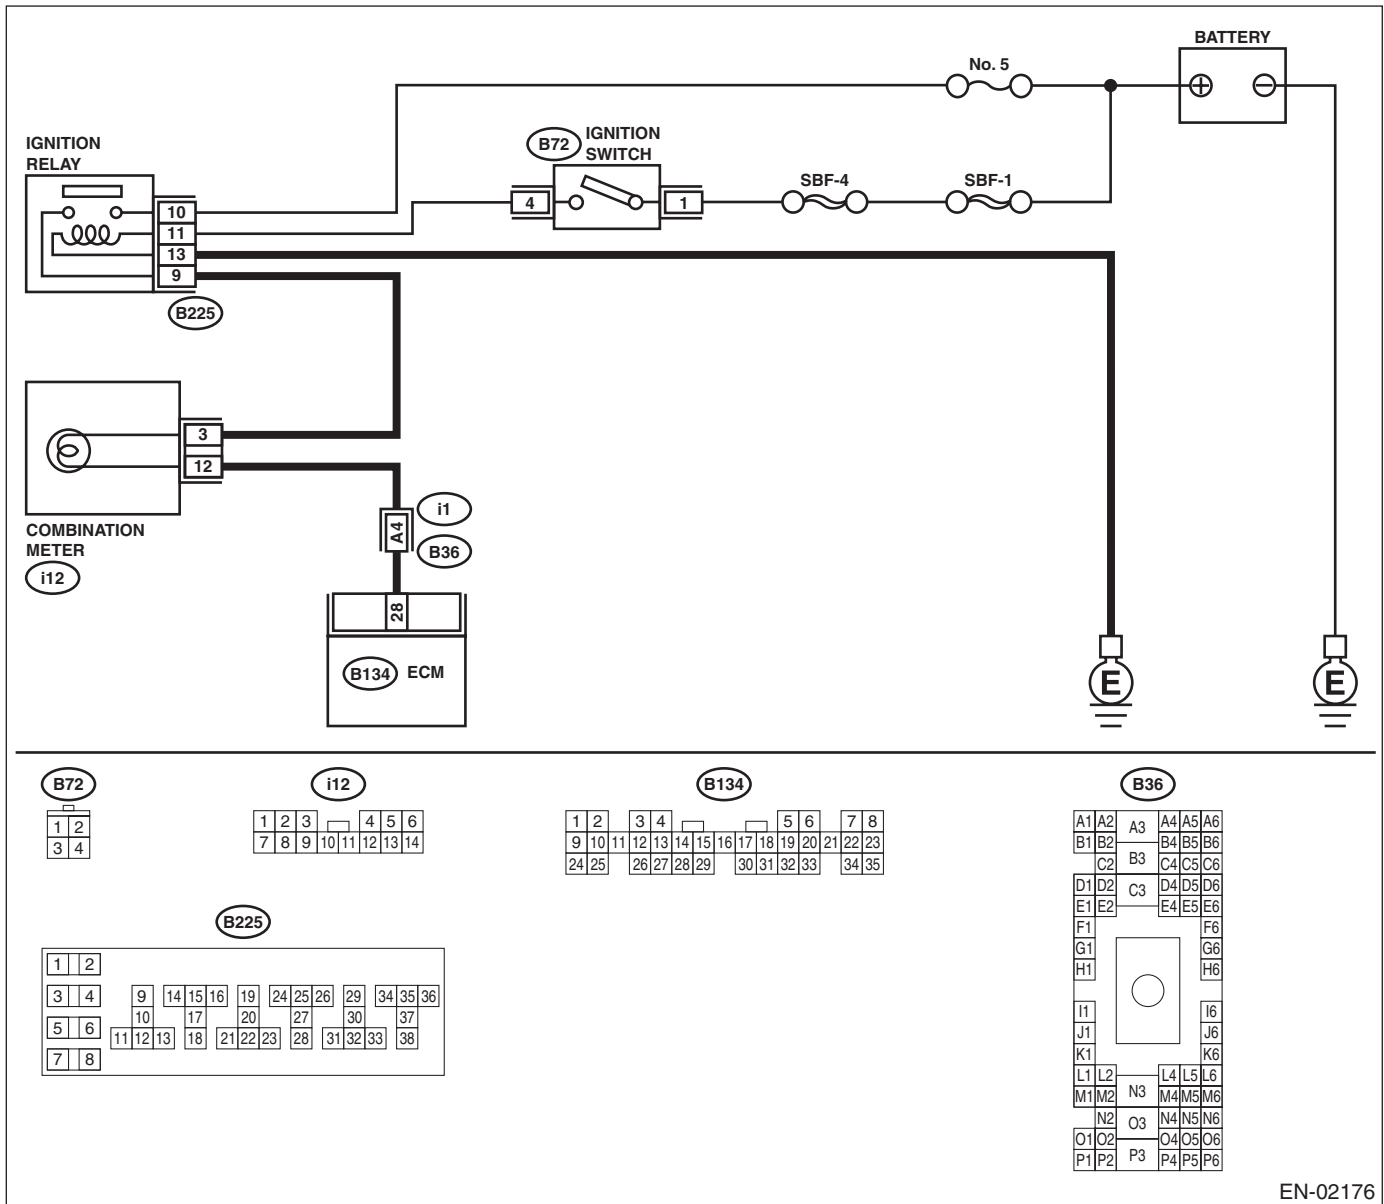 BATTERY
No. 5
IGNITION
RELAY
B72
IGNITION
SWITCH
SBF-4
SBF-1
4
1
10
11
13
9
B225
3
12
COMBINATION
METER
i12
i1
A4
B36
28
B134
ECM
E
E
B72
i12
B134
B36
1 2
3 4
1 2 3 4 5 6
7 8 9 10 11 12 13 14
1 2 3 4 5 6 7 8
9 10 11 12 13 14 15 16 17 18 19 20 21 22 23
24 25 26 27 28 29 30 31 32 33 34 35
B225
1 2
3 4
5 6
7 8
9 14 15 16 19 24 25 26 29 34 35 36
10 17 20 27 30 37
11 12 13 18 21 22 23 28 31 32 33 38
A1 A2 A3 A4 A5 A6
B1 B2 B3 B4 B5 B6
C2 C3 C4 C5 C6
D1 D2 D4 D5 D6
E1 E2 E4 E5 E6
F1 F6
G1 G6
H1 H6
I1 I6
J1 J6
K1 K6
L1 L2 L4 L5 L6
M1 M2 N3 M4 M5 M6
N2 O3 N4 N5 N6
O1 O2 O4 O5 O6
P1 P2 P3 P4 P5 P6
EN-02176